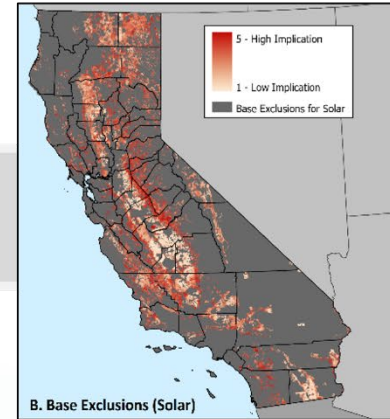 5 - High Implication
1 - Low Implication
Base Exclusions for Solar
B. Base Exclusions (Solar)